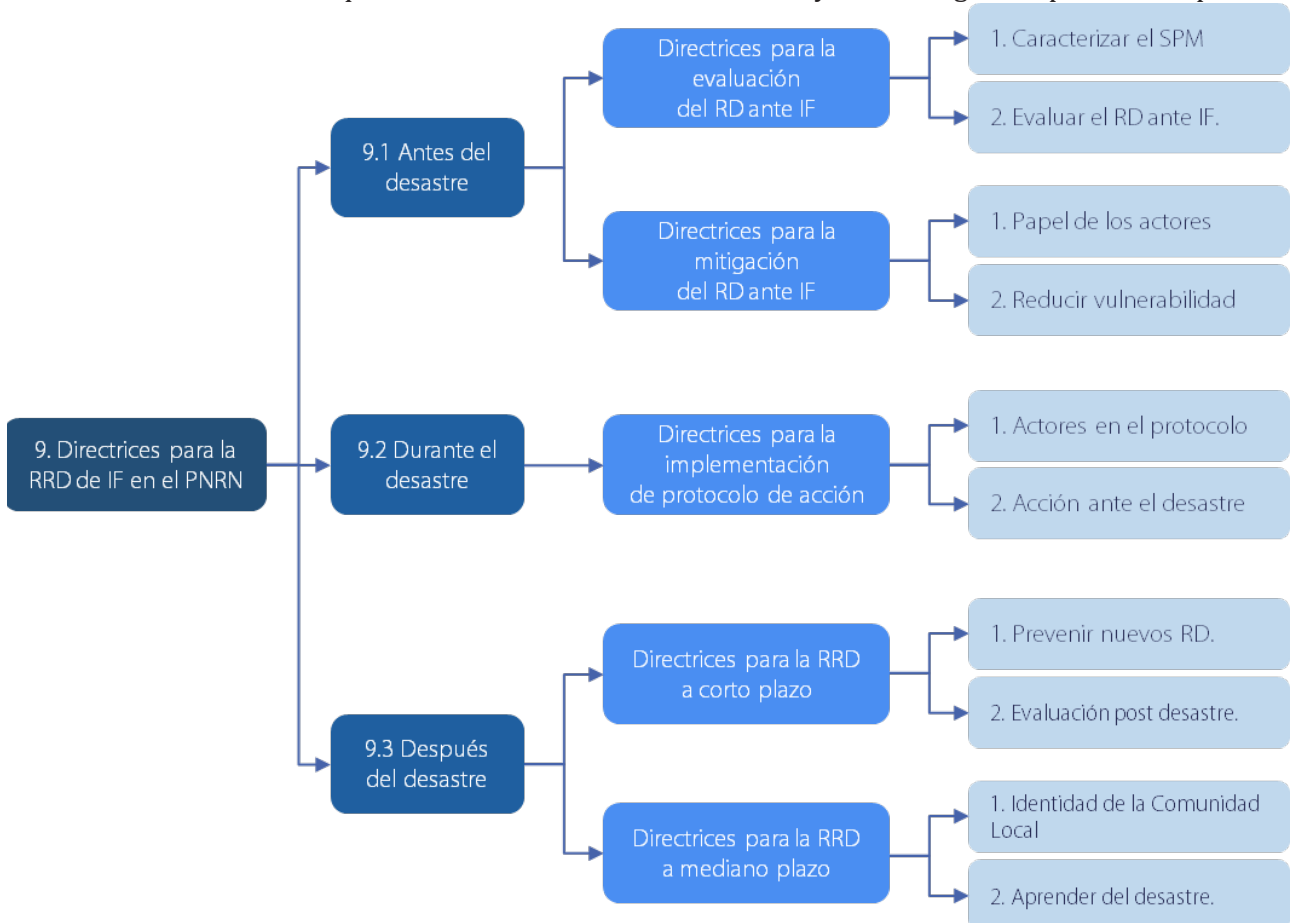 Directrices para la
evaluación
del RD ante IF
1. Caracterizar el SPM
2. Evaluar el RD ante IF.
9.1 Antes del
desastre
Directrices para la
mitigación
del RD ante IF
1. Papel de los actores
2. Reducir vulnerabilidad
9. Directrices para la
RRD de IF en el PNRN
9.2 Durante el
desastre
Directrices para la
implementación
de protocolo de acción
1. Actores en el protocolo
2. Acción ante el desastre
9.3 Después
del desastre
Directrices para la RRD
a corto plazo
1. Prevenir nuevos RD.
2. Evaluación post desastre.
Directrices para la RRD
a mediano plazo
1. Identidad de la Comunidad
Local
2. Aprender del desastre.